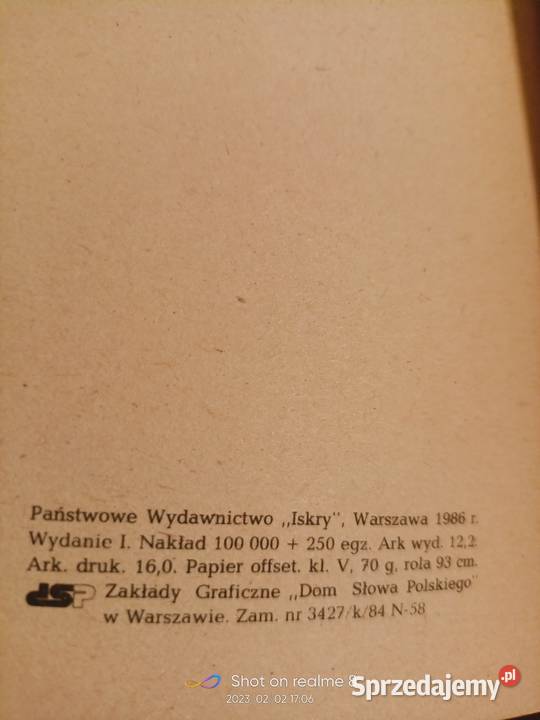 Państwowe Wydawnictwo „Iskry", Warszawa 1986 r.
Wydanie I. Nakład 100 000 + 250 egz. Ark wyd. 12,2
Ark. druk. 16,0. Papier offset. kl. V, 70 g, rola 93 cm.
DSP Zakłady Graficzne „Dom Słowa Polskiego"
w Warszawie. Zam. nr 3427/k/84 N-58
Shot on realme 8
2023.02.02 17:06
Sprzedajemy.pl